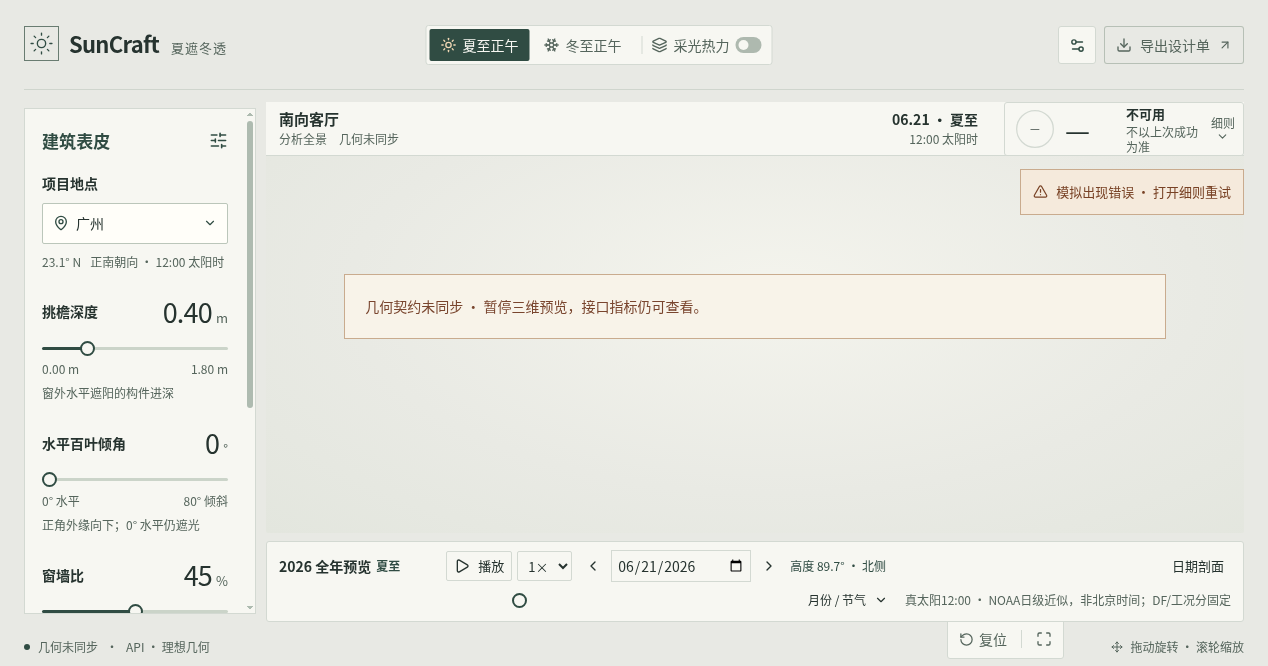 SunCraft 夏遮冬透
夏至正午 冬至正午 采光热力
导出设计单
建筑表皮
项目地点
广州
23.1° N 正南朝向 · 12:00 太阳时
挑檐深度 0.40 m
0.00 m 1.80 m
窗外水平遮阳的构件进深
水平百叶倾角 0 °
0° 水平 80° 倾斜
正角外缘向下；0° 水平仍遮光
窗墙比 45 %
南向客厅
分析全景 几何未同步
06.21 · 夏至
12:00 太阳时
— —
不可用
不以上次成功
为准
细则
模拟出现错误 · 打开细则重试
几何契约未同步 · 暂停三维预览，接口指标仍可查看。
2026 全年预览 夏至
播放 1× 06/21/2026 高度 89.7° · 北侧 日期剖面
月份 / 节气 真太阳12:00 · NOAA日级近似，非北京时间；DF/工况分固定
几何未同步 · API · 理想几何
复位
拖动旋转 · 滚轮缩放